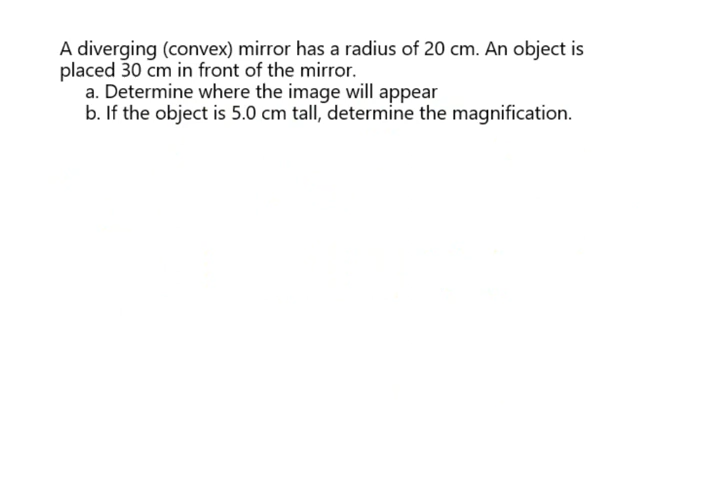 A diverging (convex) mirror has a radius of 20 cm. An object is
placed 30 cm in front of the mirror.
a. Determine where the image will appear
b. If the object is 5.0 cm tall, determine the magnification.